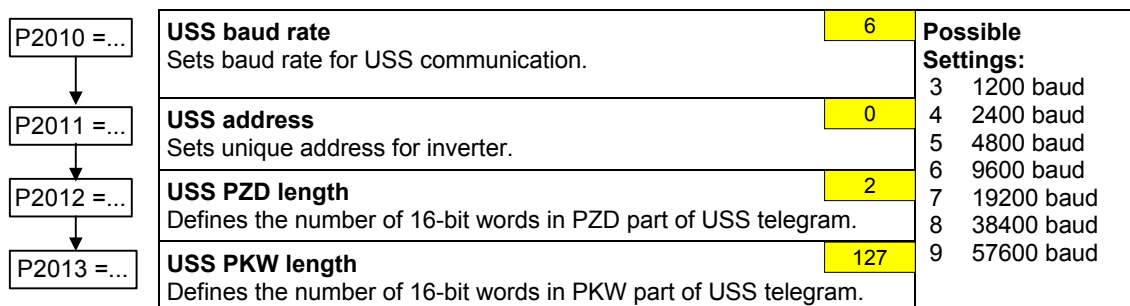 P2010 =...
USS baud rate
6
Sets baud rate for USS communication.
P2011 =...
USS address
0
Sets unique address for inverter.
P2012 =...
USS PZD length
2
Defines the number of 16-bit words in PZD part of USS telegram.
P2013 =...
USS PKW length
127
Defines the number of 16-bit words in PKW part of USS telegram.
Possible
Settings:
3 1200 baud
4 2400 baud
5 4800 baud
6 9600 baud
7 19200 baud
8 38400 baud
9 57600 baud